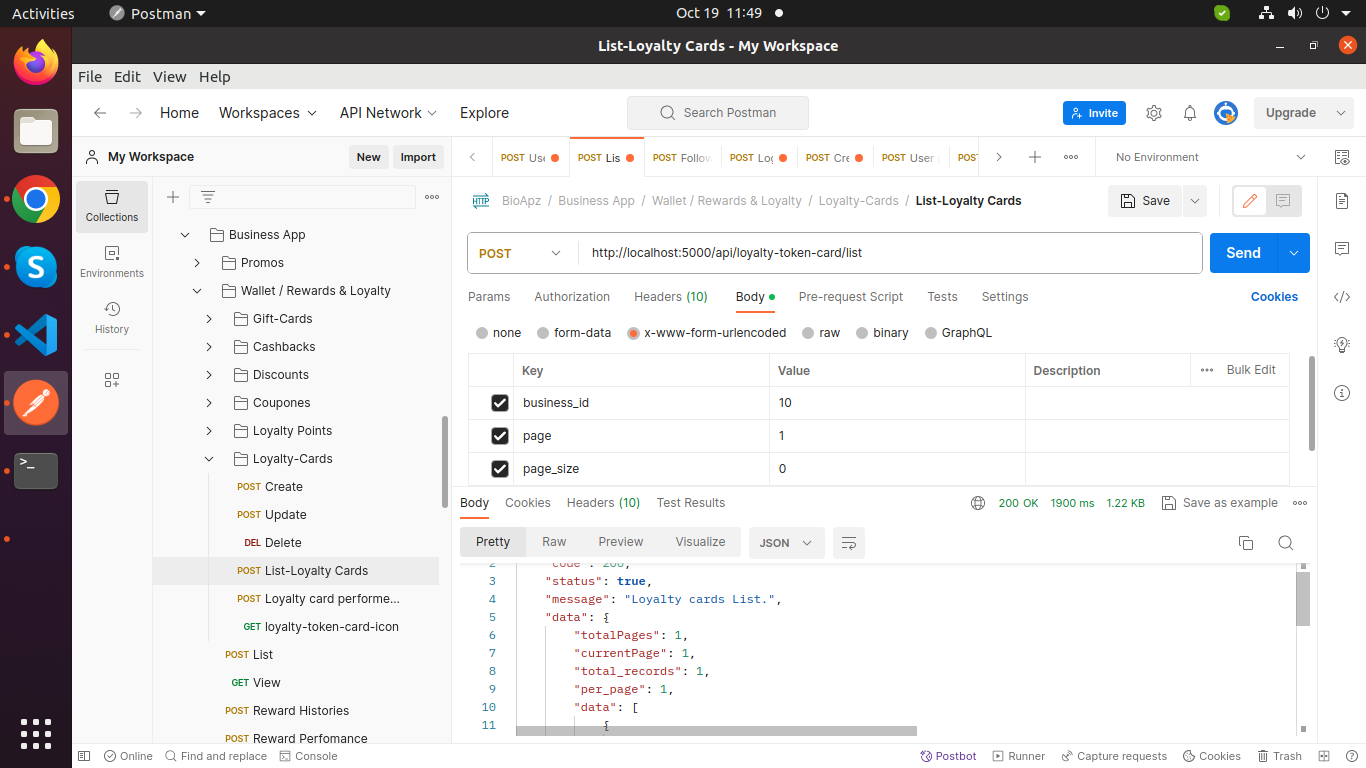 Activities Postman Oct 19 11:49
List-Loyalty Cards - My Workspace
File Edit View Help
Home Workspaces API Network Explore Search Postman Invite Upgrade
My Workspace New Import
POST Use POST Lis POST Follow POST Log POST Cre POST User POST No Environment
Collections
Environments
History
Business App
Promos
Wallet / Rewards & Loyalty
Gift-Cards
Cashbacks
Discounts
Coupones
Loyalty Points
Loyalty-Cards
POST Create
POST Update
DEL Delete
POST List-Loyalty Cards
POST Loyalty card performe...
GET loyalty-token-card-icon
POST List
GET View
POST Reward Histories
POST Reward Perfomance
HTTP BioApz / Business App / Wallet / Rewards & Loyalty / Loyalty-Cards / List-Loyalty Cards Save
POST http://localhost:5000/api/loyalty-token-card/list Send
Params Authorization Headers (10) Body Pre-request Script Tests Settings Cookies
none form-data x-www-form-urlencoded raw binary GraphQL
Key Value Description Bulk Edit
business_id 10
page 1
page_size 0
Body Cookies Headers (10) Test Results 200 OK 1900 ms 1.22 KB Save as example
Pretty Raw Preview Visualize JSON
2 "code": 200,
3 "status": true,
4 "message": "Loyalty cards List.",
5 "data": {
6 "totalPages": 1,
7 "currentPage": 1,
8 "total_records": 1,
9 "per_page": 1,
10 "data": [
11 {
Online Find and replace Console Postbot Runner Capture requests Cookies Trash